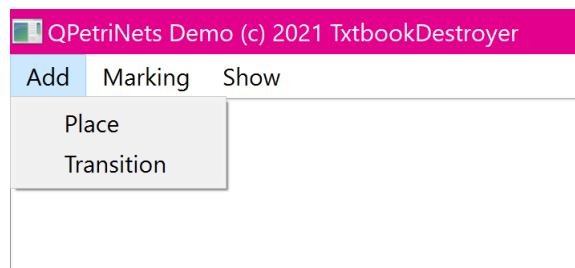 QPetriNets Demo (c) 2021 TxtbookDestroyer
Add Marking Show
Place
Transition